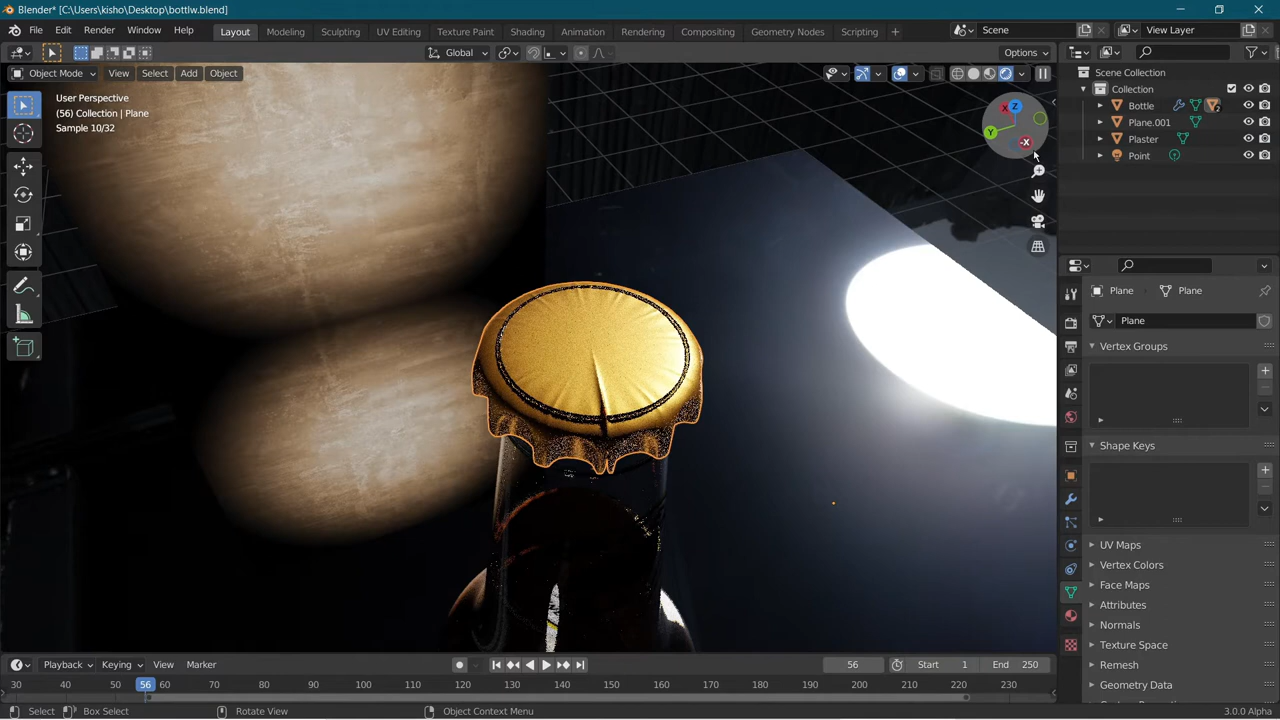 Blender* [C:\Users\kisho\Desktop\bottlw.blend]
File Edit Render Window Help Layout Modeling Sculpting UV Editing Texture Paint Shading Animation Rendering Compositing Geometry Nodes Scripting + Scene View Layer
Global Options
Object Mode View Select Add Object
User Perspective
(56) Collection | Plane
Sample 10/32
Z
X
Y
-X
Scene Collection
Collection
Bottle 2
Plane.001
Plaster
Point
Plane Plane
Plane
Vertex Groups
Shape Keys
UV Maps
Vertex Colors
Face Maps
Attributes
Normals
Texture Space
Remesh
Geometry Data
Playback Keying View Marker 56 Start 1 End 250
30 40 56 60 70 80 90 100 110 120 130 140 150 160 170 180 190 200 210 220 230
Select Box Select Rotate View Object Context Menu 3.0.0 Alpha